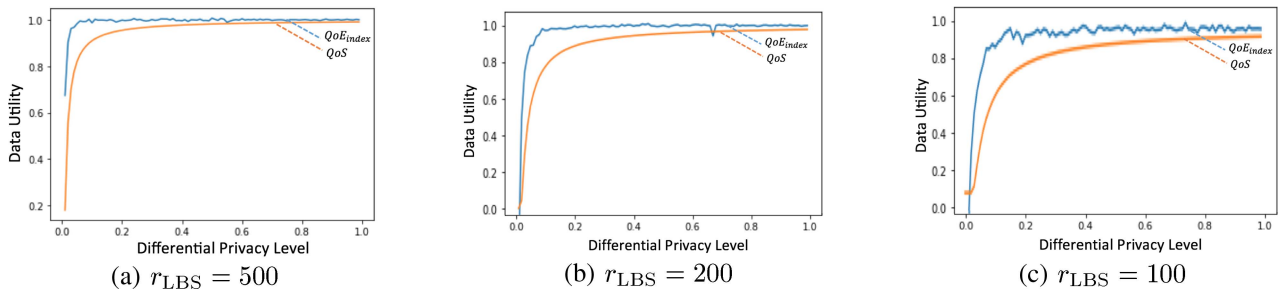 Data Utility
1.0
0.8
0.6
0.4
0.2
QoE_index
QoS
0.0 0.2 0.4 0.6 0.8 1.0
Differential Privacy Level
(a) r_LBS = 500
Data Utility
1.0
0.8
0.6
0.4
0.2
0.0
QoE_index
QoS
0.0 0.2 0.4 0.6 0.8 1.0
Differential Privacy Level
(b) r_LBS = 200
Data Utility
1.0
0.8
0.6
0.4
0.2
0.0
QoE_index
QoS
0.0 0.2 0.4 0.6 0.8 1.0
Differential Privacy Level
(c) r_LBS = 100